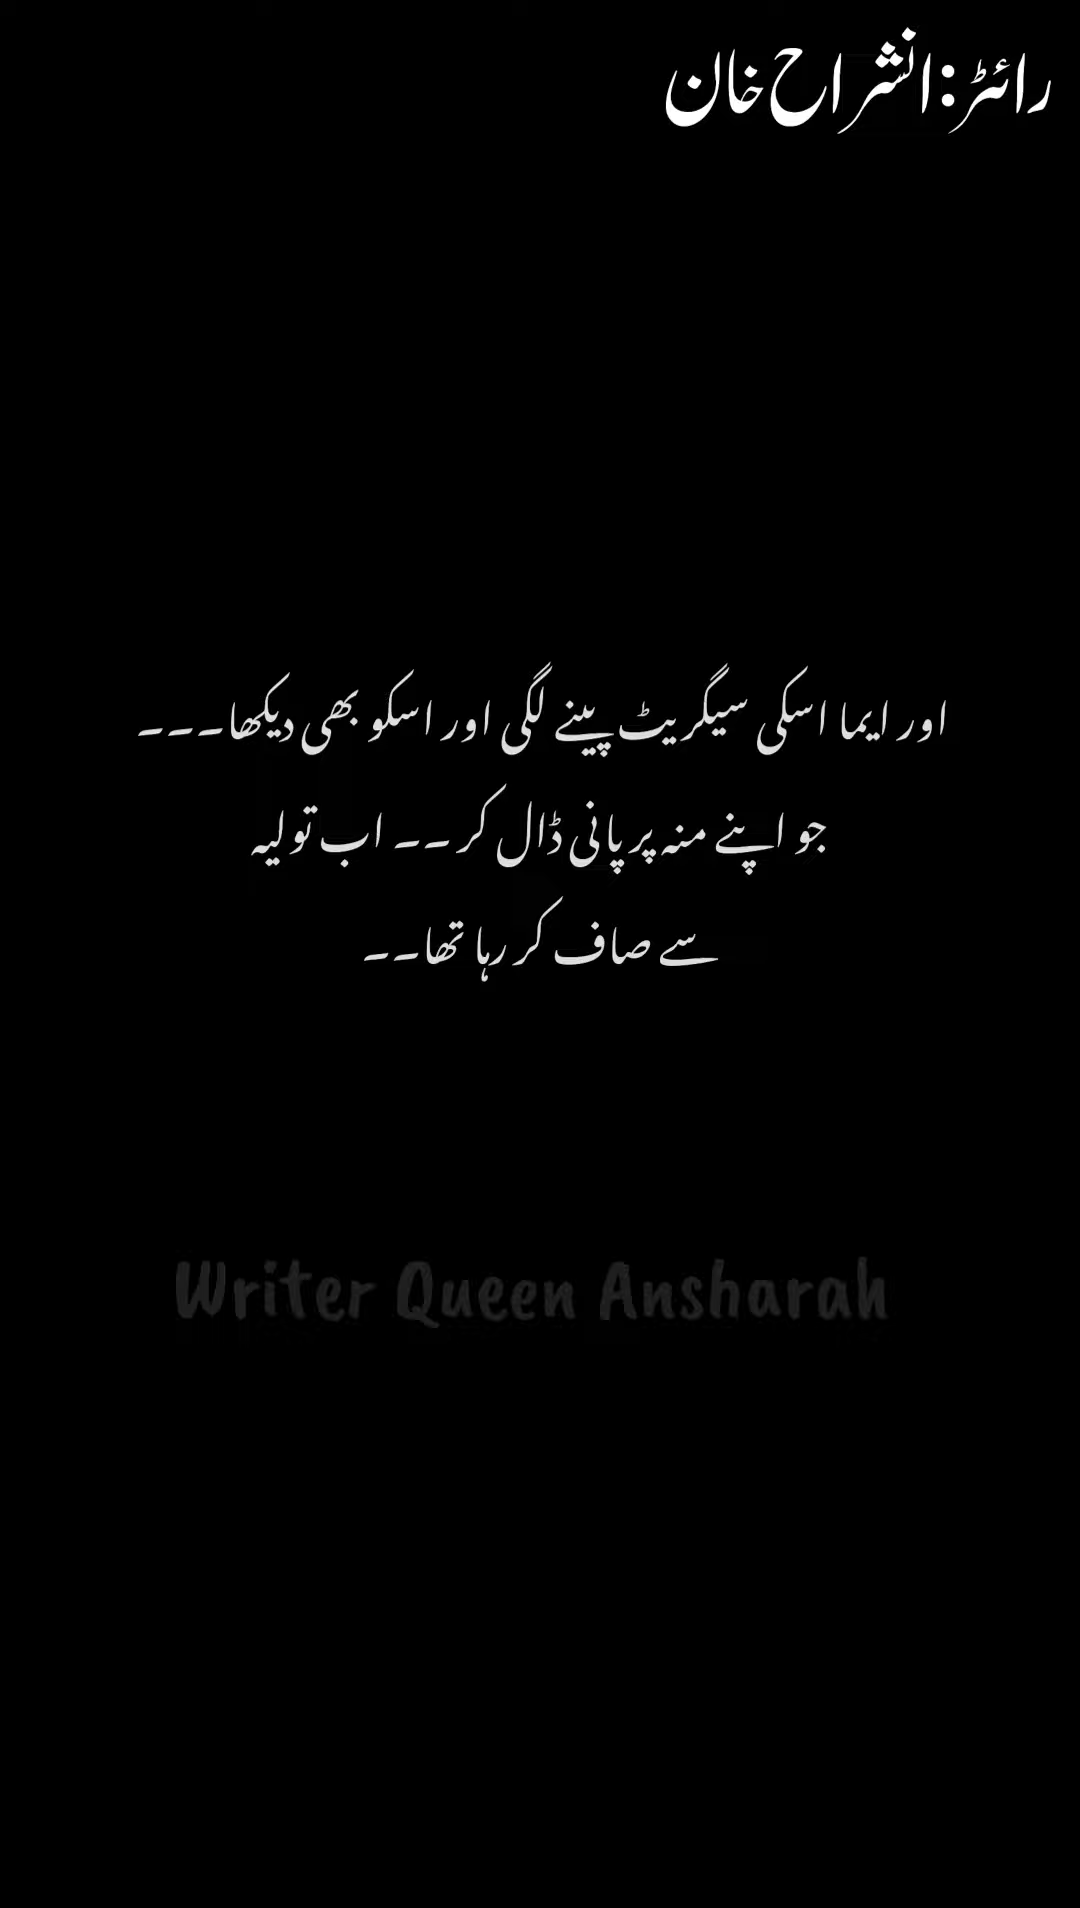 رائٹر:انشراح خان
اور ایما اسکی سیگریٹ پینے لگی اور اسکو بھی دیکھا۔۔۔
جو اپنے منہ پر پانی ڈال کر ۔۔ اب تولیہ
سے صاف کر رہا تھا۔۔
Writer Queen Ansharah